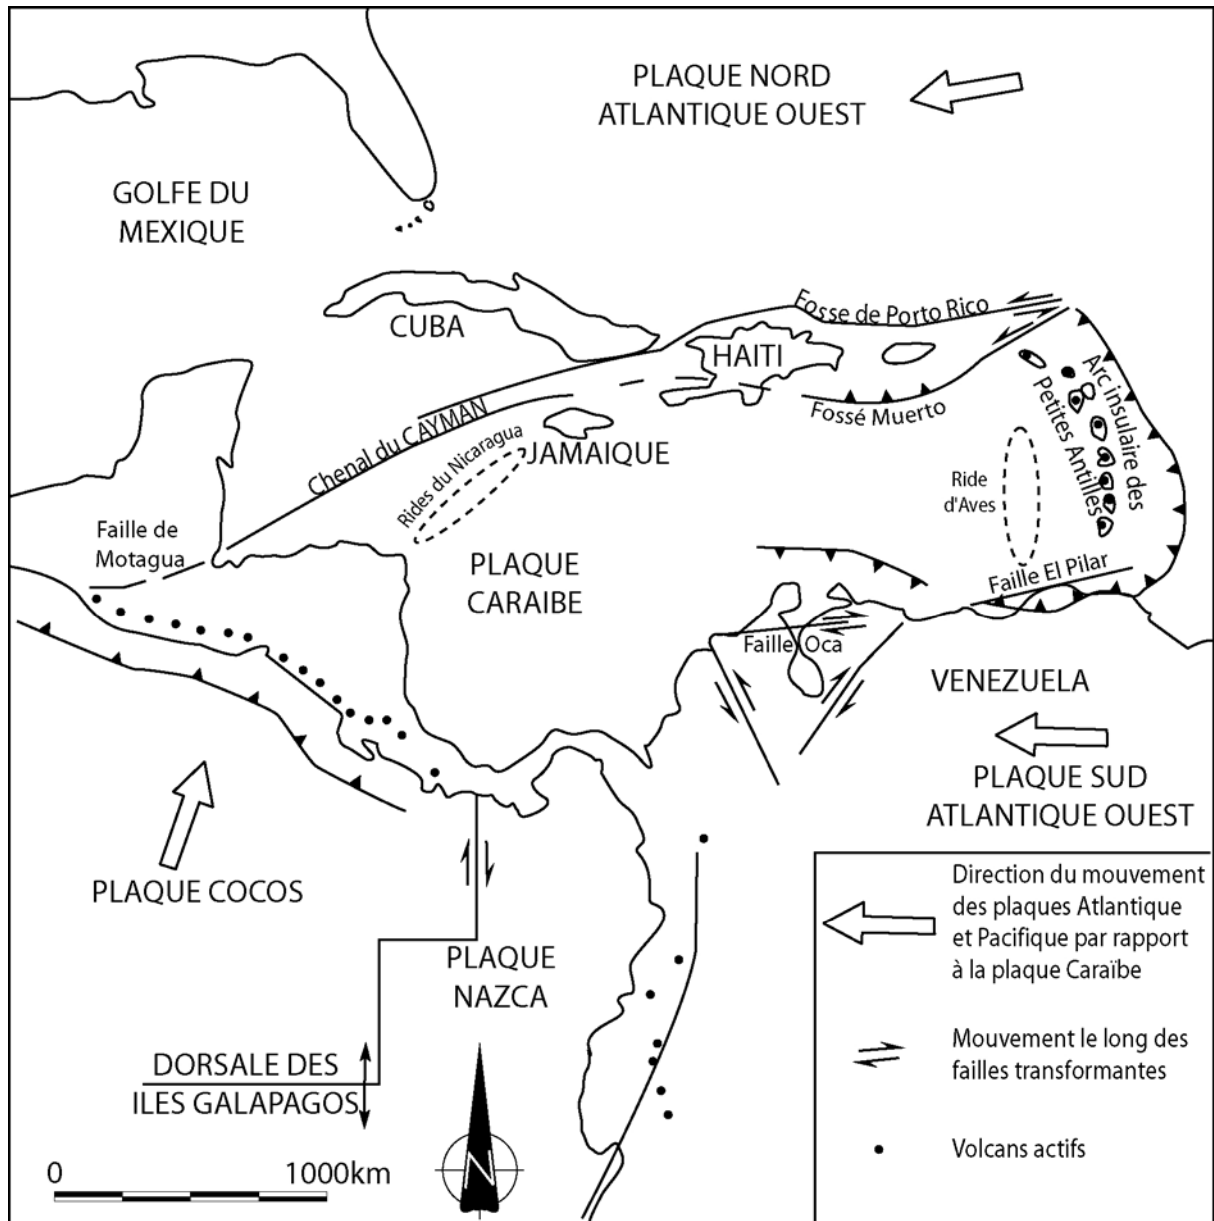 PLAQUE NORD
ATLANTIQUE OUEST
GOLFE DU
MEXIQUE
CUBA
Fosse de Porto Rico
HAITI
Fossé Muerto
Arc insulaire des
Petites Antilles
Chenal du CAYMAN
JAMAIQUE
Rides du Nicaragua
Ride
d'Aves
Faille de
Motagua
PLAQUE
CARAIBE
Faille El Pilar
Faille Oca
VENEZUELA
PLAQUE SUD
ATLANTIQUE OUEST
PLAQUE COCOS
PLAQUE
NAZCA
DORSALE DES
ILES GALAPAGOS
0 1000km
N
Direction du mouvement
des plaques Atlantique
et Pacifique par rapport
à la plaque Caraïbe
Mouvement le long des
failles transformantes
Volcans actifs